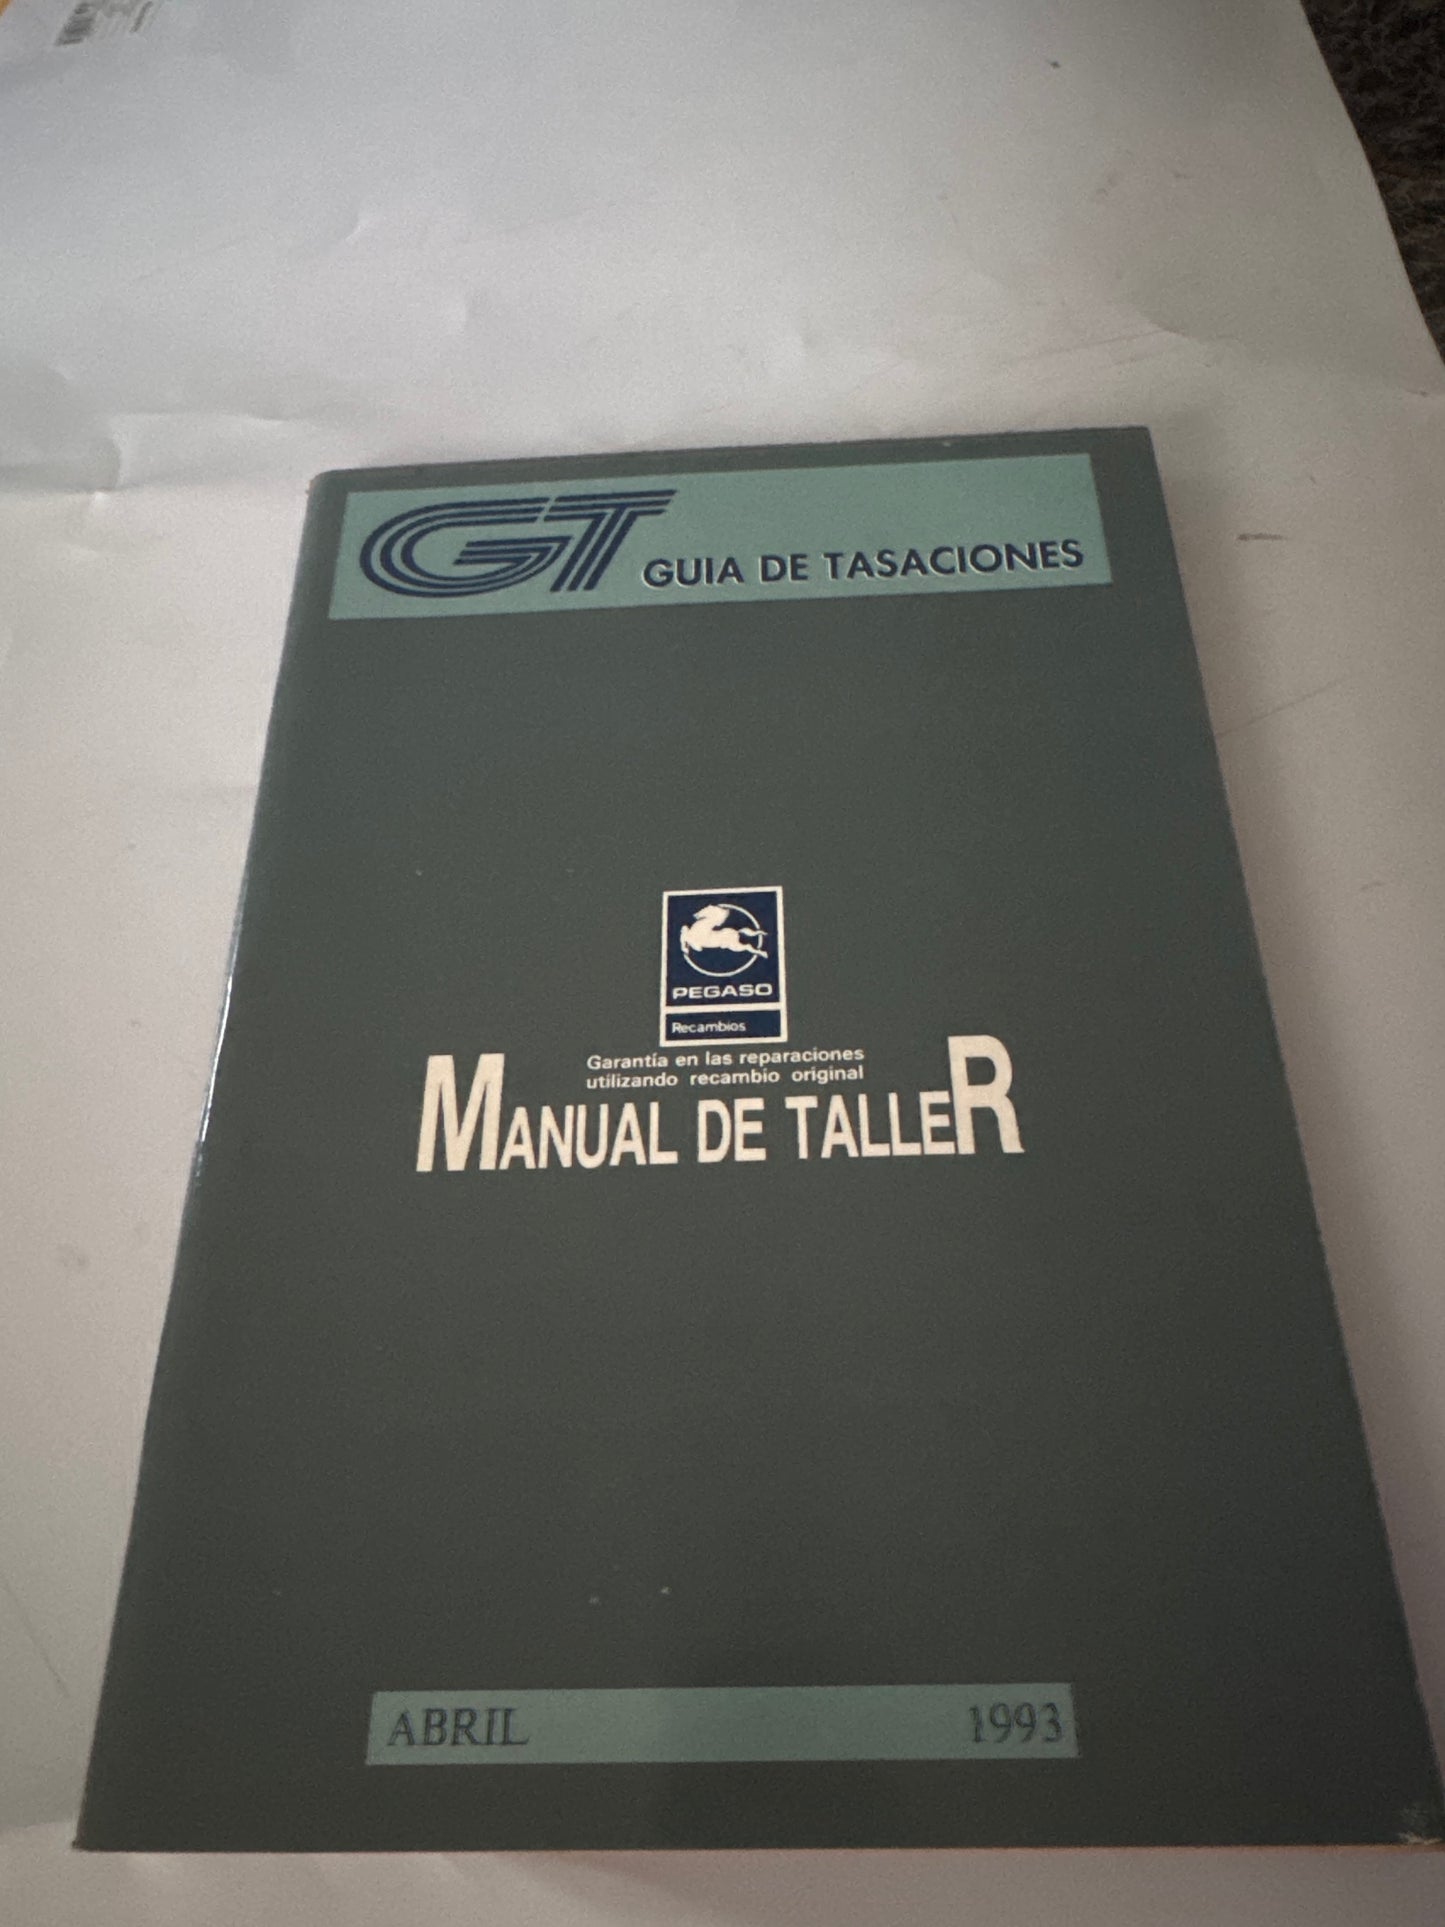 GT GUIA DE TASACIONES
PEGASO
Recambios
Garantía en las reparaciones
utilizando recambio original
MANUAL DE TALLER
ABRIL 1993